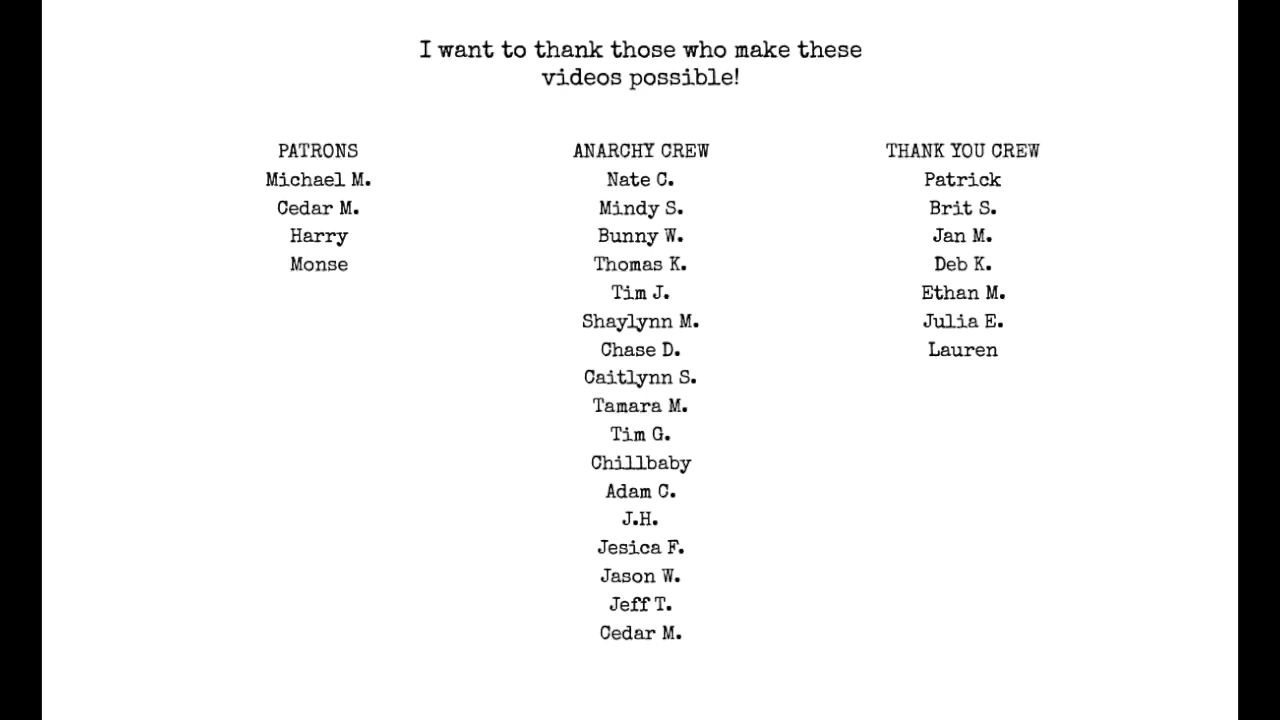 I want to thank those who make these
videos possible!
PATRONS
Michael M.
Cedar M.
Harry
Monse
ANARCHY CREW
Nate C.
Mindy S.
Bunny W.
Thomas K.
Tim J.
Shaylynn M.
Chase D.
Caitlynn S.
Tamara M.
Tim G.
Chillbaby
Adam C.
J.H.
Jesica F.
Jason W.
Jeff T.
Cedar M.
THANK YOU CREW
Patrick
Brit S.
Jan M.
Deb K.
Ethan M.
Julia E.
Lauren